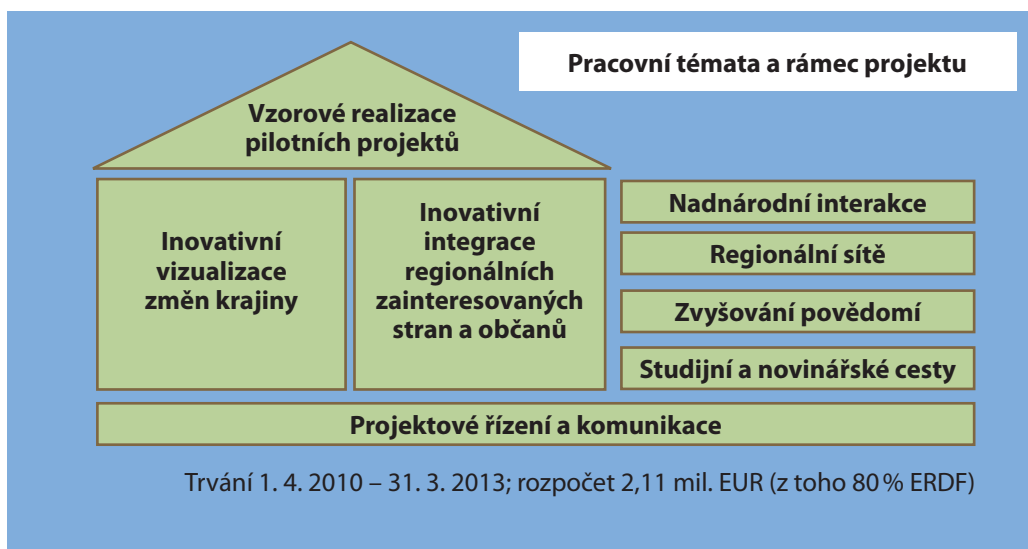 Pracovní témata a rámec projektu
Vzorové realizace
pilotních projektů
Inovativní
vizualizace
změn krajiny
Inovativní
integrace
regionálních
zainteresovaných
stran a občanů
Nadnárodní interakce
Regionální sítě
Zvyšování povědomí
Studijní a novinářské cesty
Projektové řízení a komunikace
Trvání 1. 4. 2010 – 31. 3. 2013; rozpočet 2,11 mil. EUR (z toho 80 % ERDF)